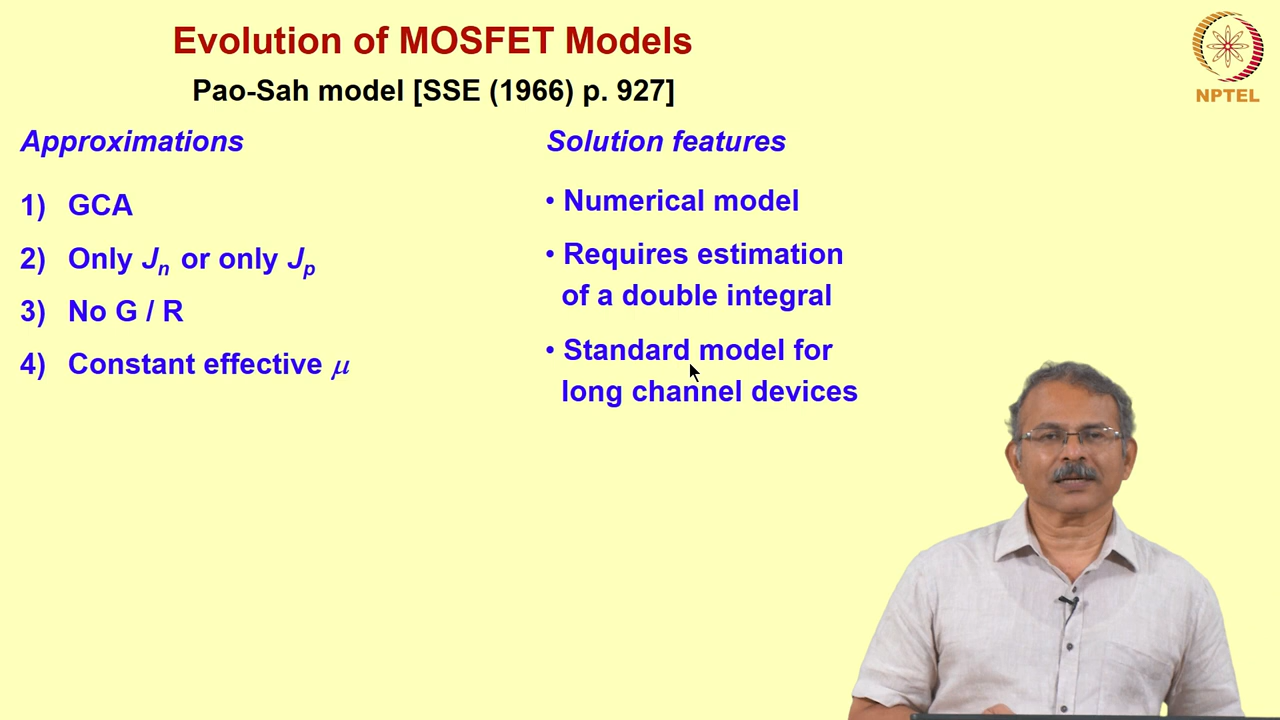 Evolution of MOSFET Models
NPTEL
Pao-Sah model [SSE (1966) p. 927]
Approximations
1) GCA
2) Only Jn or only Jp
3) No G / R
4) Constant effective μ
Solution features
• Numerical model
• Requires estimation
of a double integral
• Standard model for
long channel devices